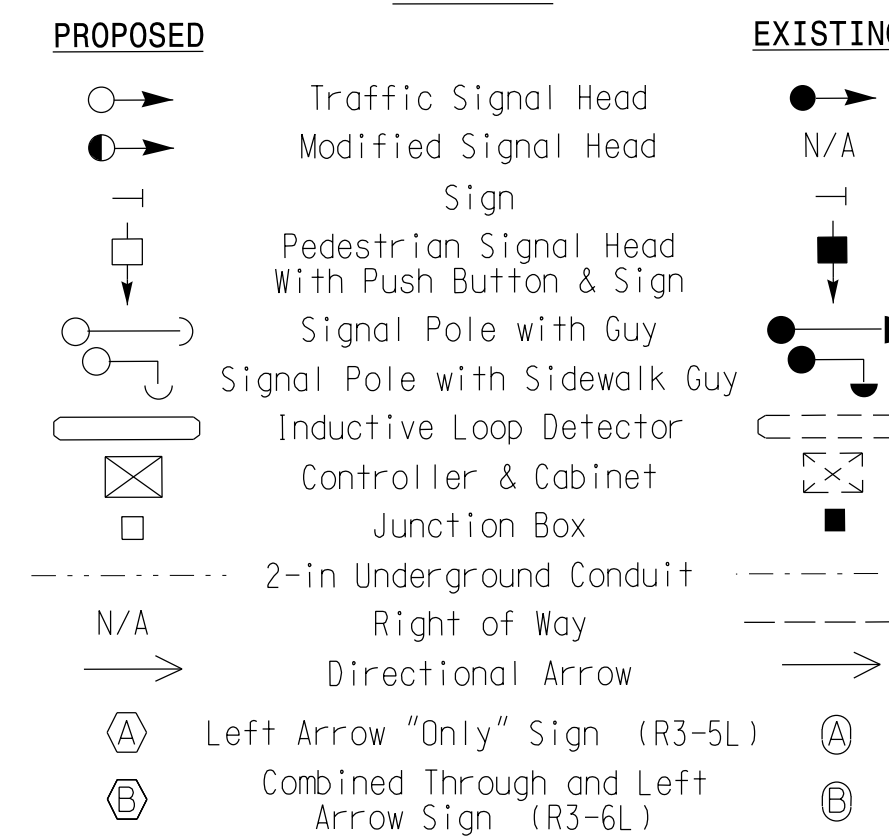 PROPOSED EXISTING
Traffic Signal Head
Modified Signal Head N/A
Sign
Pedestrian Signal Head
With Push Button & Sign
Signal Pole with Guy
Signal Pole with Sidewalk Guy
Inductive Loop Detector
Controller & Cabinet
Junction Box
2-in Underground Conduit
N/A Right of Way
Directional Arrow
A Left Arrow "Only" Sign (R3-5L) A
B Combined Through and Left B
Arrow Sign (R3-6L)